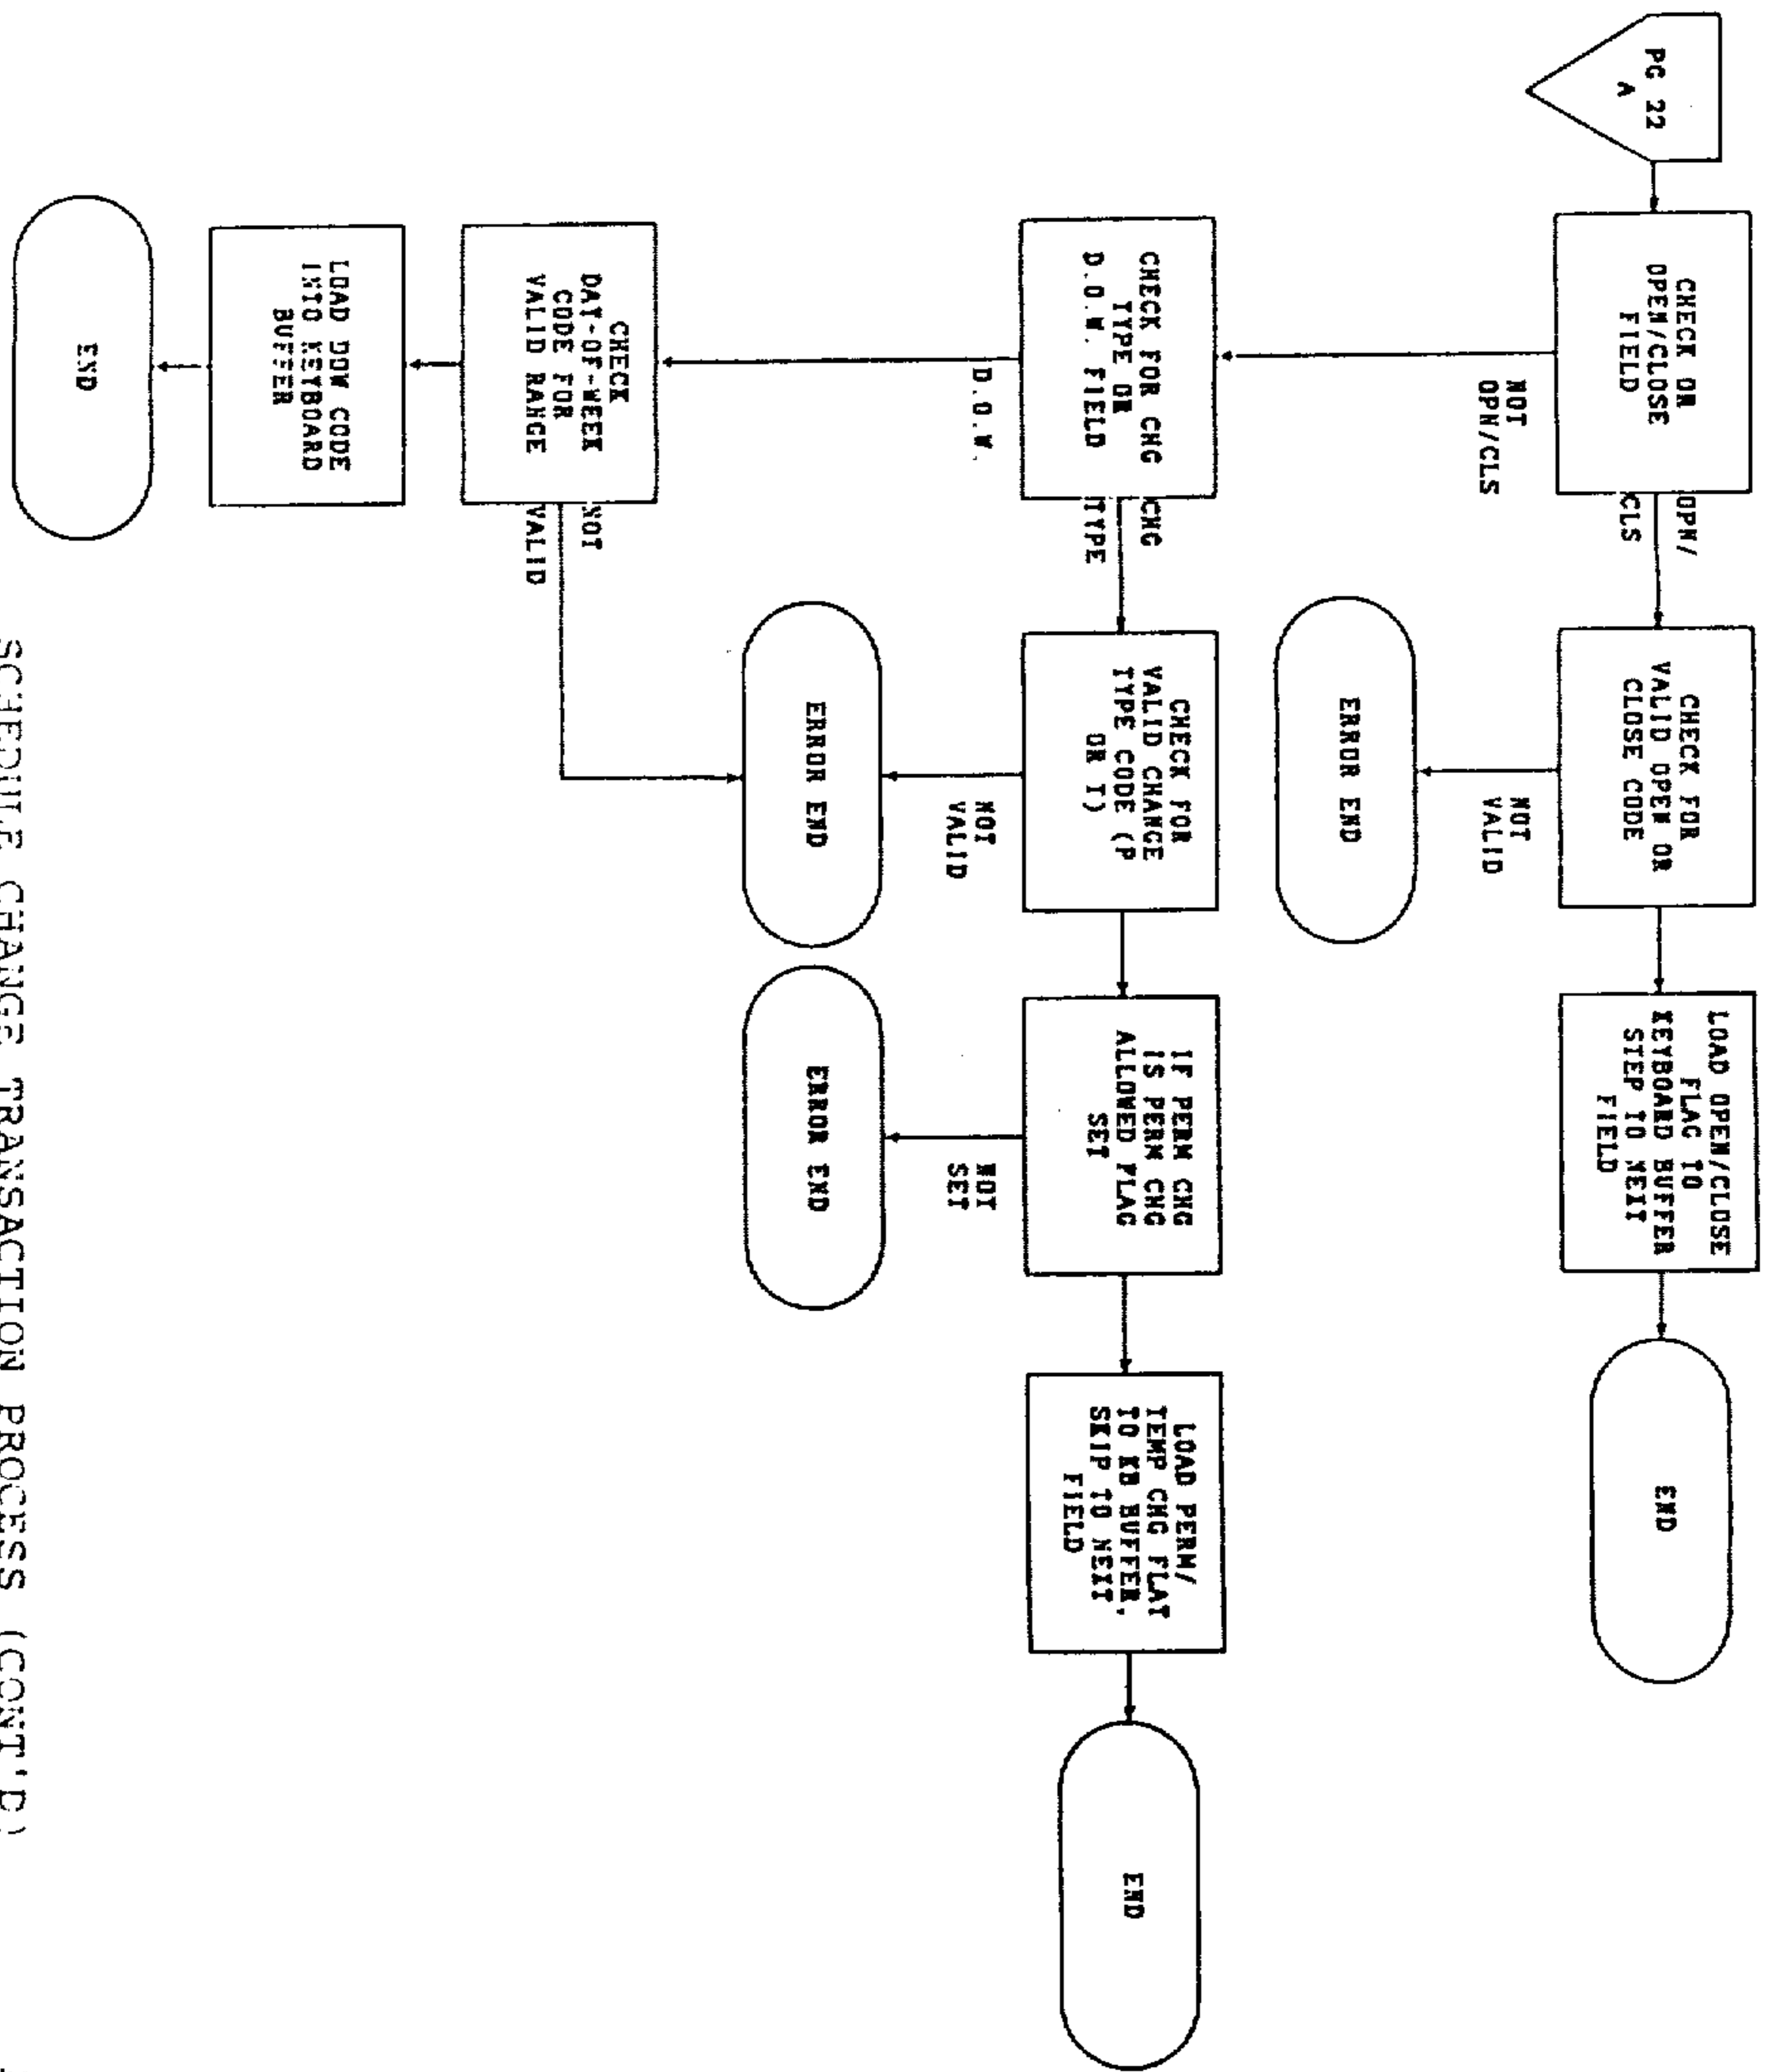 PG 22
A
CHECK OR
OPEN/CLOSE
FIELD
OPN/
CLS
NOT
OPN/CLS
CHECK FOR
VALID OPEN OR
CLOSE CODE
NOT
VALID
ERROR END
LOAD OPEN/CLOSE
FLAG TO
KEYBOARD BUFFER
STEP TO NEXT
FIELD
END
CHECK FOR CHG
TYPE OR
D.O.W. FIELD
CHG
TYPE
D.O.W.
CHECK FOR
VALID CHANGE
TYPE CODE (P
OR T)
NOT
VALID
ERROR END
IF PERM CHG
IS PERM CHG
ALLOWED FLAG
SET
NOT
SET
ERROR END
LOAD PERM/
TEMP CHG FLAT
TO KB BUFFER,
SKIP TO NEXT
FIELD
END
CHECK
DAY-OF-WEEK
CODE FOR
VALID RANGE
NOT
VALID
LOAD DOW CODE
INTO KEYBOARD
BUFFER
END
SCHEDULE CHANGE TRANSACTION PROCESS (CONT'D)